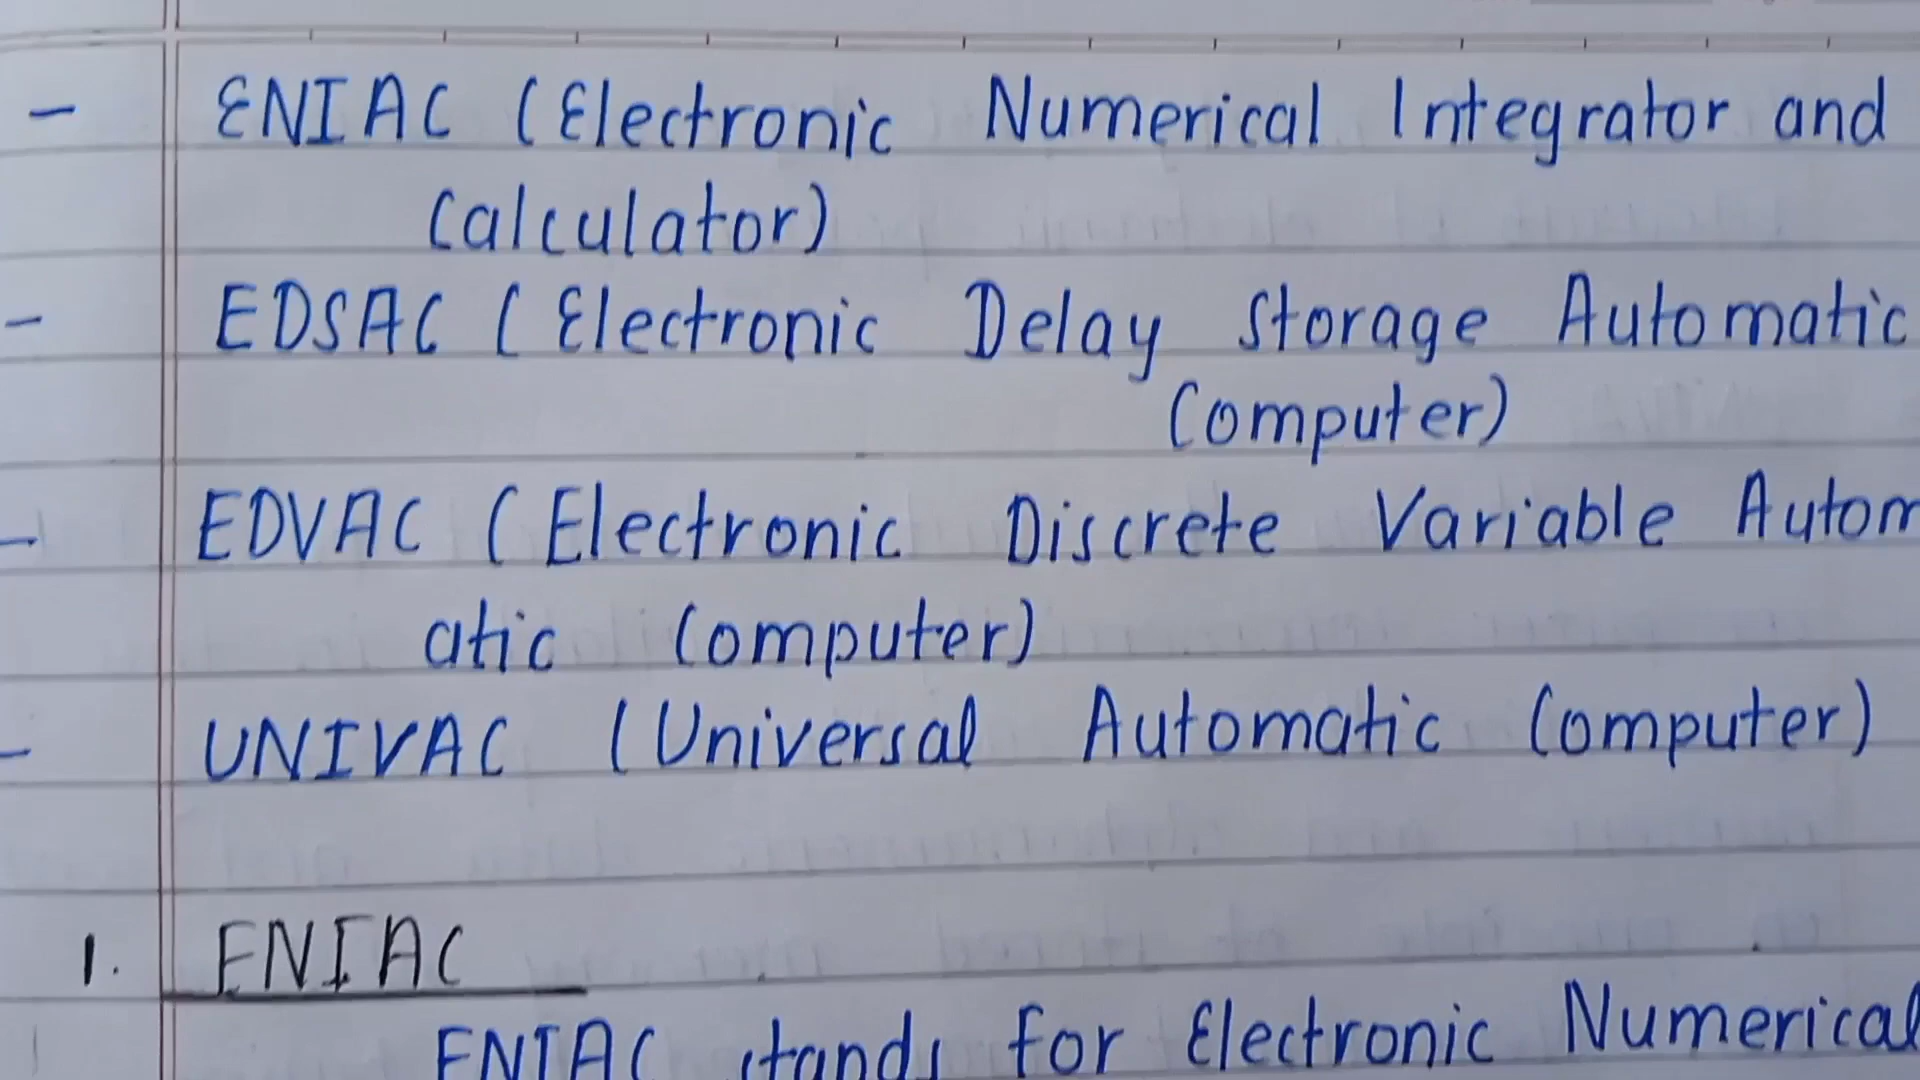 - ENIAC (Electronic Numerical Integrator and
Calculator)
- EDSAC (Electronic Delay Storage Automatic
Computer)
- EDVAC (Electronic Discrete Variable Autom
atic Computer)
- UNIVAC (Universal Automatic Computer)
1. ENIAC
ENIAC stands for Electronic Numerical